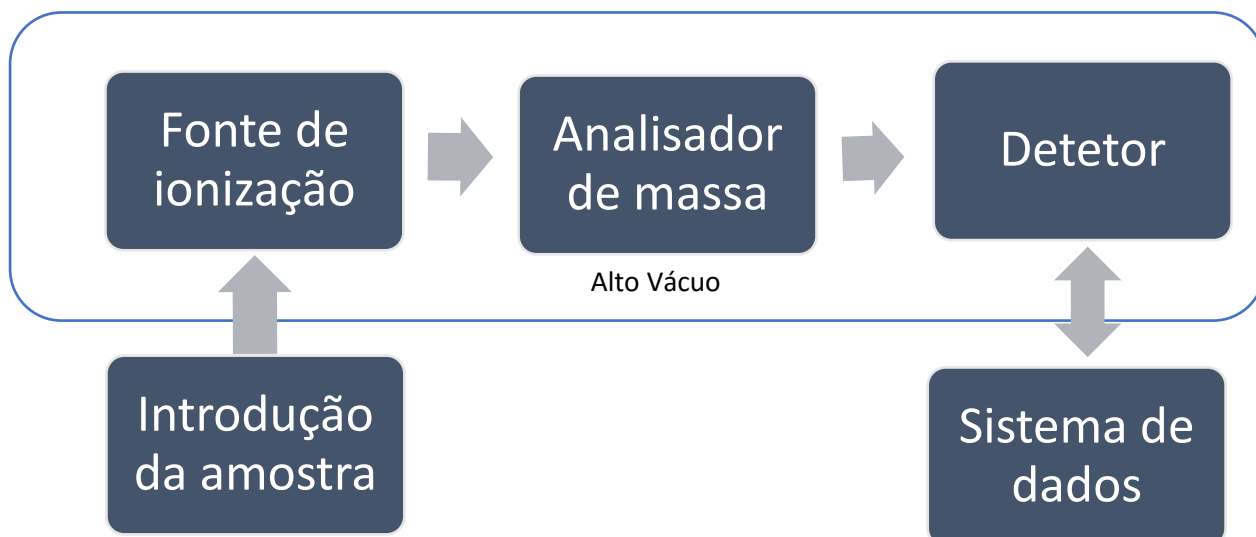 Fonte de
ionização
Analisador
de massa
Detetor
Alto Vácuo
Introdução
da amostra
Sistema de
dados